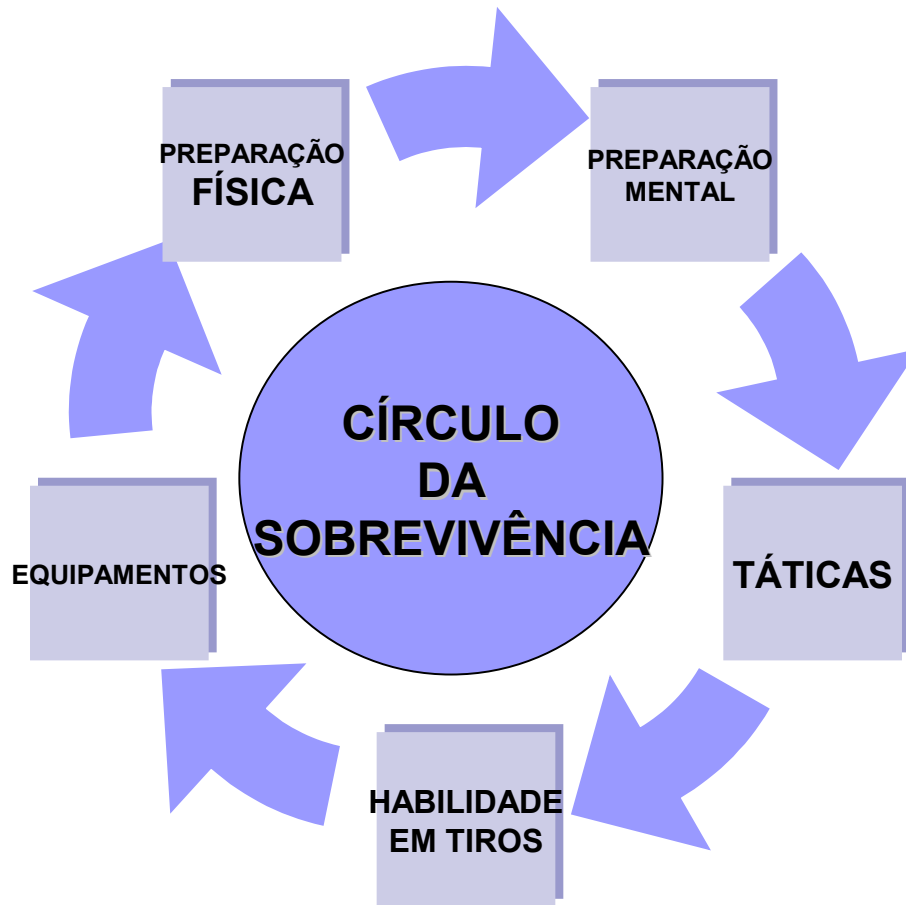 PREPARAÇÃO
FÍSICA
PREPARAÇÃO
MENTAL
CÍRCULO
DA
SOBREVIVÊNCIA
TÁTICAS
HABILIDADE
EM TIROS
EQUIPAMENTOS